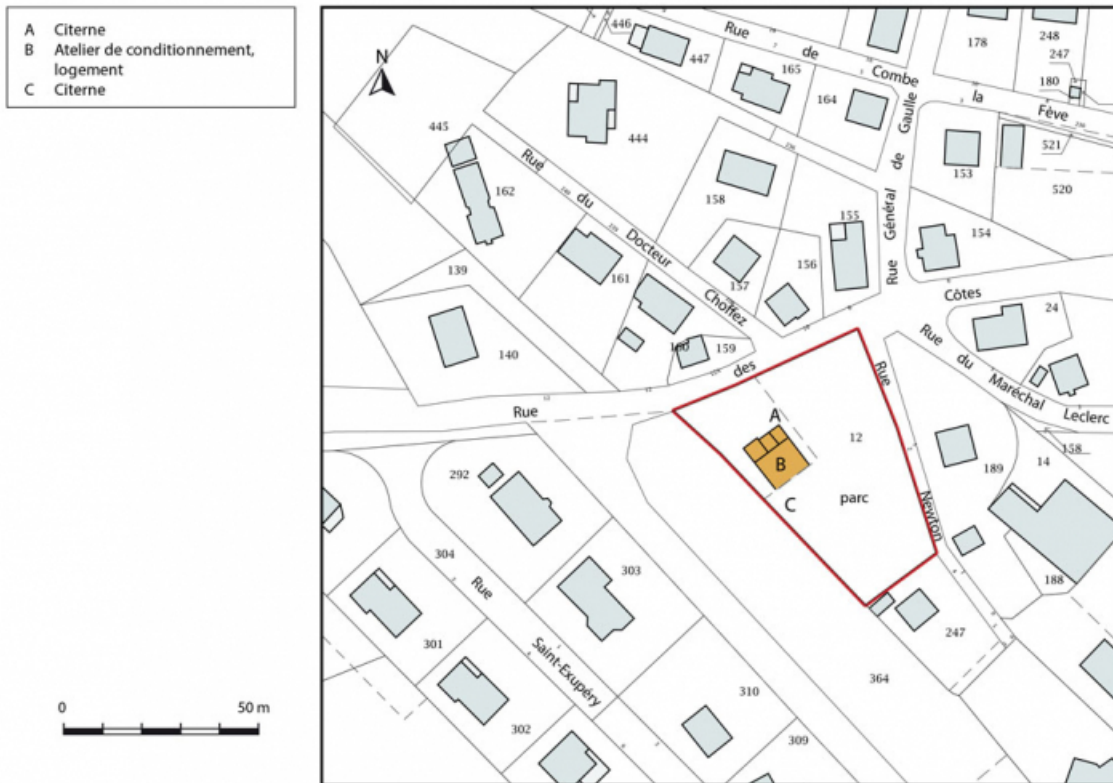 A Citerne
B Atelier de conditionnement,
logement
C Citerne
N
0 50 m
446
447
Rue de Combe la Fève
165
164
178
248
247
180
521
520
153
154
Rue Général de Gaulle
445
444
162
Rue du Docteur Choffez
158
155
156
157
161
160
159
139
140
Rue des Côtes
24
Rue du Maréchal Leclerc
158
Rue Newton
12
parc
A
B
C
189
14
188
247
292
304
303
301
302
Rue Saint-Exupéry
310
309
364